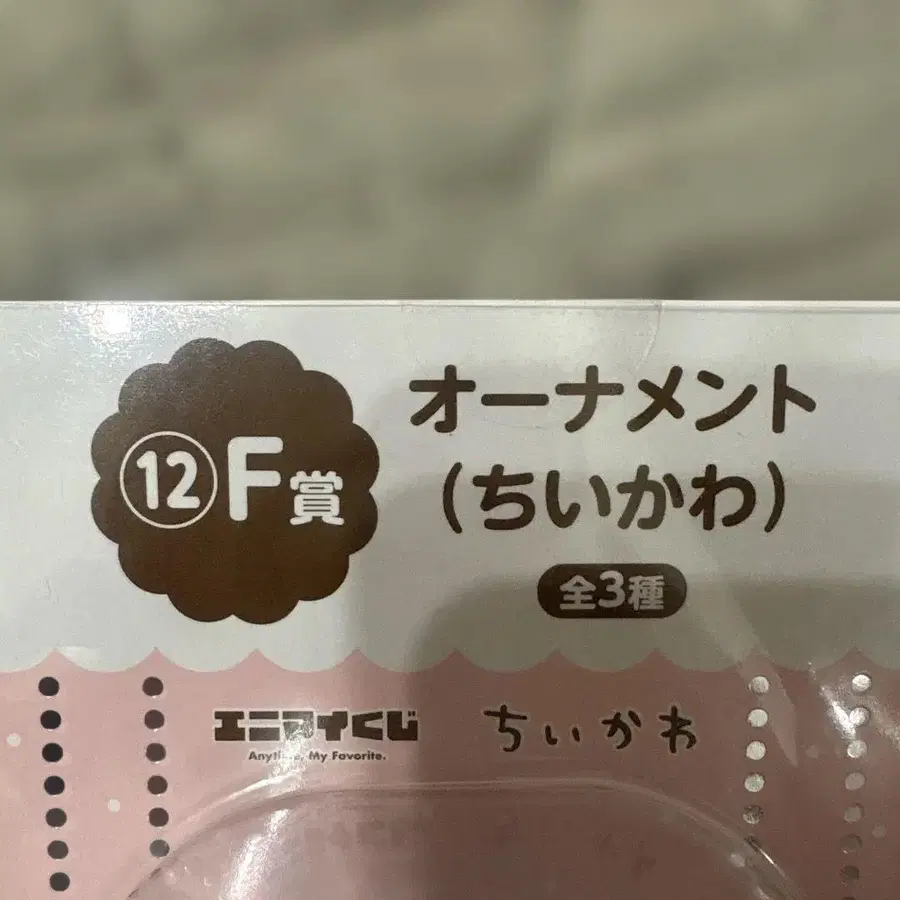 ⑫F賞
オーナメント
(ちいかわ)
全3種
エニマイくじ
Anything, My Favorite.
ちいかわ